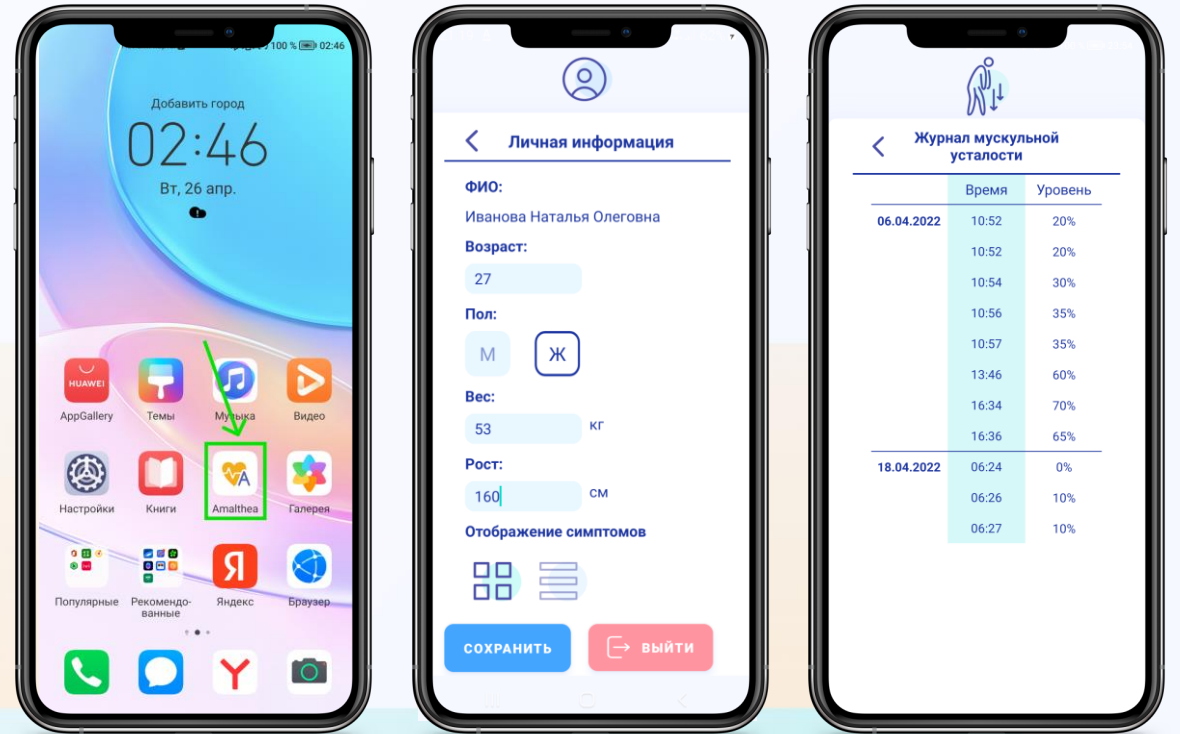 100 % 02:46
Добавить город
02:46
Вт, 26 апр.
HUAWEI
AppGallery
Темы
Музыка
Видео
A
Настройки
Книги
Amalthea
Галерея
Я
Популярные
Рекомендо-
ванные
Яндекс
Браузер
Личная информация
ФИО:
Иванова Наталья Олеговна
Возраст:
27
Пол:
М
Ж
Вес:
53 кг
Рост:
160 см
Отображение симптомов
СОХРАНИТЬ
ВЫЙТИ
Журнал мускульной
усталости
Время Уровень
06.04.2022 10:52 20%
10:52 20%
10:54 30%
10:56 35%
10:57 35%
13:46 60%
16:34 70%
16:36 65%
18.04.2022 06:24 0%
06:26 10%
06:27 10%